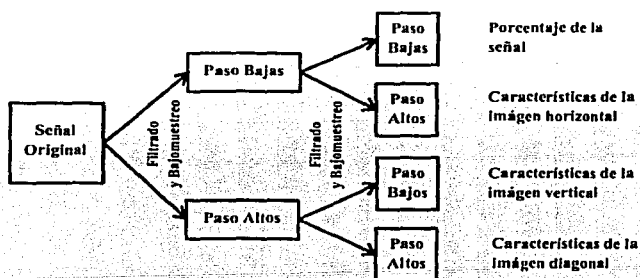 Señal
Original
Filtrado
y Bajomuestreo
Paso Bajas
Paso Altos
Filtrado
y Bajomuestreo
Paso
Bajas
Porcentaje de la
señal
Paso
Altos
Características de la
imágen horizontal
Paso
Bajos
Características de la
imágen vertical
Paso
Altos
Características de la
imágen diagonal